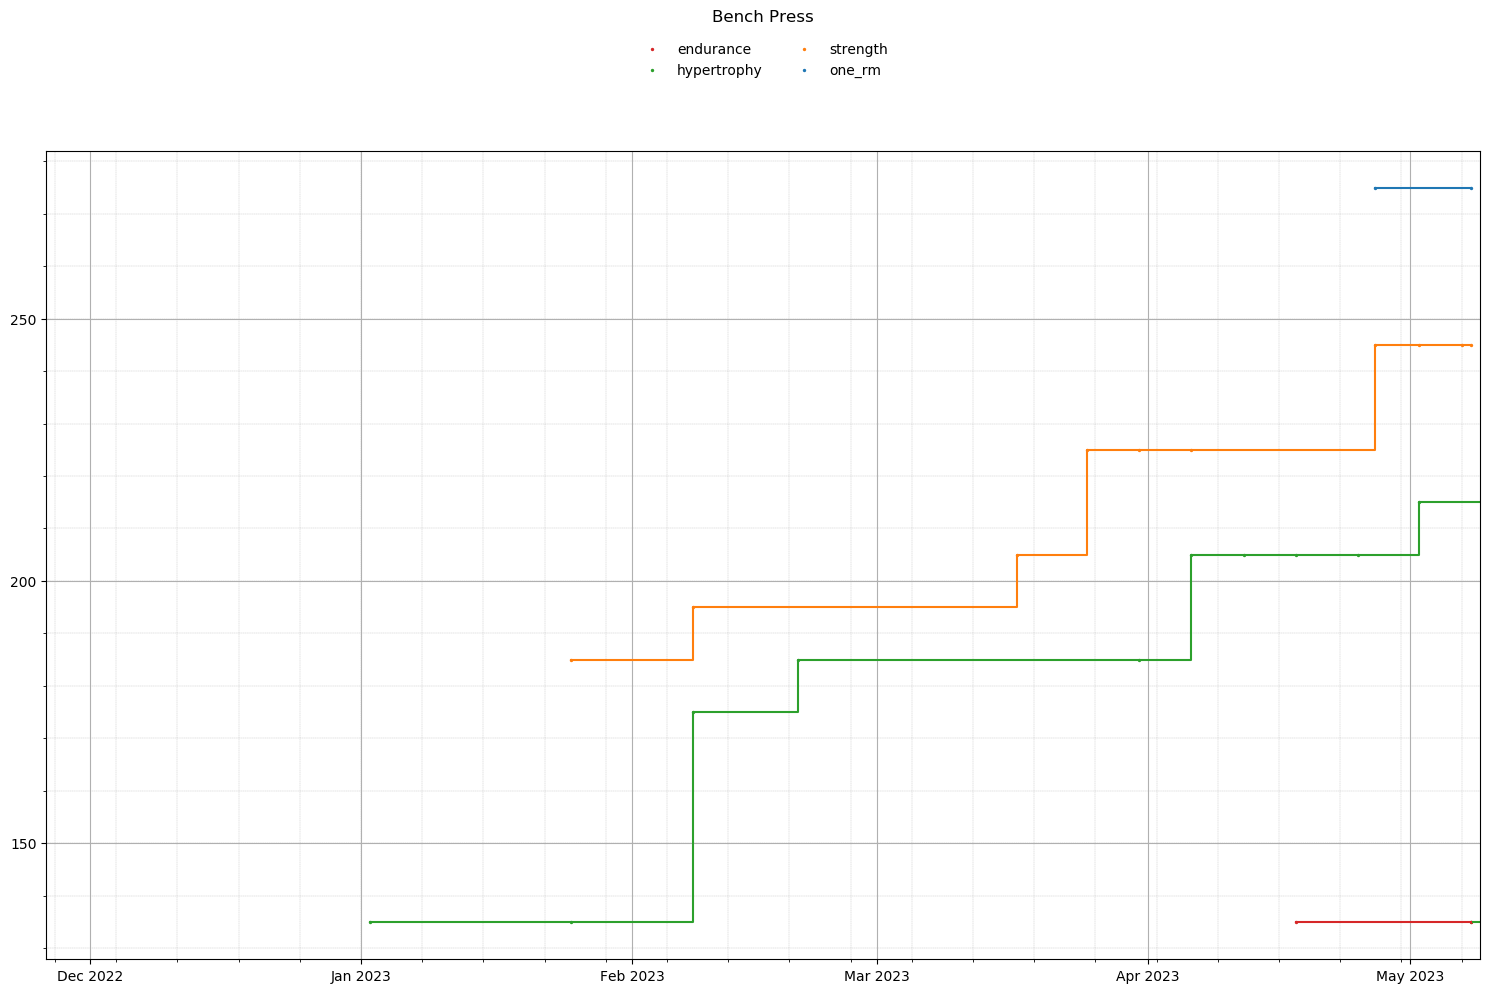 Bench Press
endurance strength
hypertrophy one_rm
250
200
150
Dec 2022 Jan 2023 Feb 2023 Mar 2023 Apr 2023 May 2023